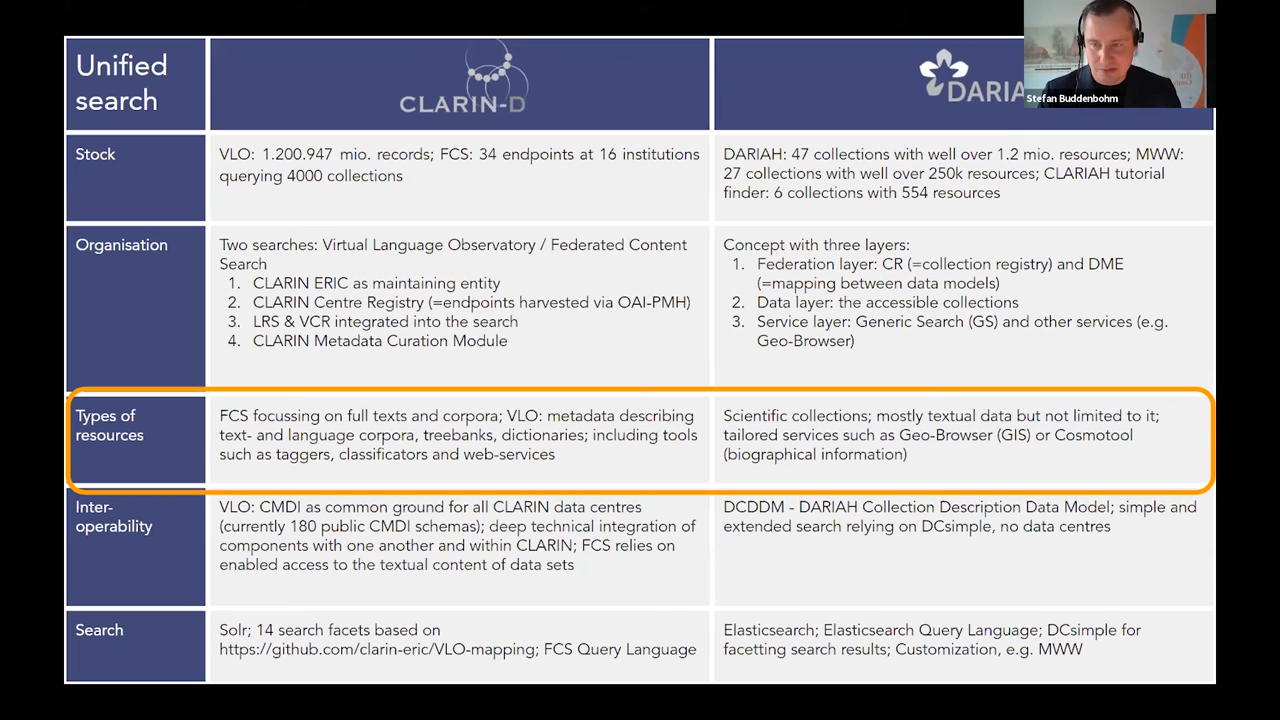 Unified
search
CLARIN-D
DARIA
Stefan Buddenbohm
Stock
VLO: 1.200.947 mio. records; FCS: 34 endpoints at 16 institutions
querying 4000 collections
DARIAH: 47 collections with well over 1.2 mio. resources; MWW:
27 collections with well over 250k resources; CLARIAH tutorial
finder: 6 collections with 554 resources
Organisation
Two searches: Virtual Language Observatory / Federated Content
Search
1. CLARIN ERIC as maintaining entity
2. CLARIN Centre Registry (=endpoints harvested via OAI-PMH)
3. LRS & VCR integrated into the search
4. CLARIN Metadata Curation Module
Concept with three layers:
1. Federation layer: CR (=collection registry) and DME
(=mapping between data models)
2. Data layer: the accessible collections
3. Service layer: Generic Search (GS) and other services (e.g.
Geo-Browser)
Types of
resources
FCS focussing on full texts and corpora; VLO: metadata describing
text- and language corpora, treebanks, dictionaries; including tools
such as taggers, classificators and web-services
Scientific collections; mostly textual data but not limited to it;
tailored services such as Geo-Browser (GIS) or Cosmotool
(biographical information)
Inter-
operability
VLO: CMDI as common ground for all CLARIN data centres
(currently 180 public CMDI schemas); deep technical integration of
components with one another and within CLARIN; FCS relies on
enabled access to the textual content of data sets
DCDDM - DARIAH Collection Description Data Model; simple and
extended search relying on DCsimple, no data centres
Search
Solr; 14 search facets based on
https://github.com/clarin-eric/VLO-mapping; FCS Query Language
Elasticsearch; Elasticsearch Query Language; DCsimple for
facetting search results; Customization, e.g. MWW